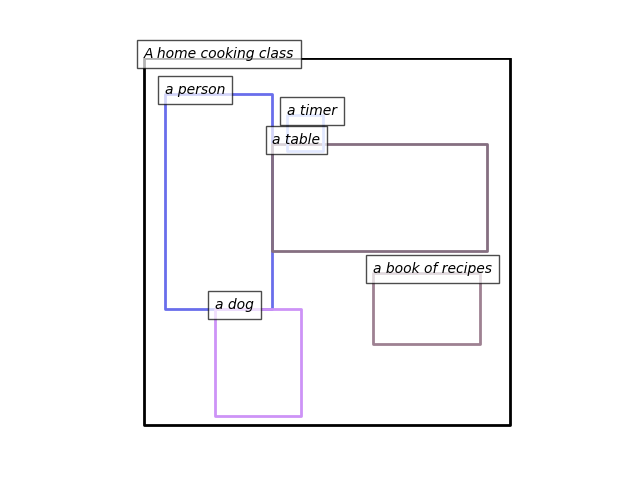 A home cooking class
a person
a timer
a table
a book of recipes
a dog